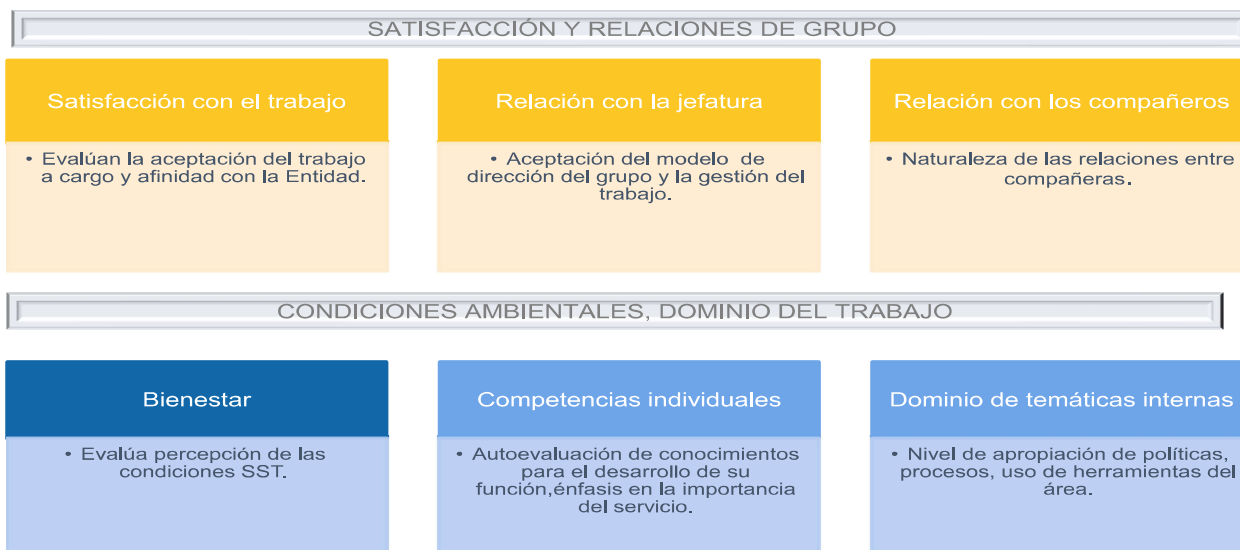 SATISFACCIÓN Y RELACIONES DE GRUPO
Satisfacción con el trabajo
• Evalúan la aceptación del trabajo
a cargo y afinidad con la Entidad.
Relación con la jefatura
• Aceptación del modelo de
dirección del grupo y la gestión del
trabajo.
Relación con los compañeros
• Naturaleza de las relaciones entre
compañeras.
CONDICIONES AMBIENTALES, DOMINIO DEL TRABAJO
Bienestar
• Evalúa percepción de las
condiciones SST.
Competencias individuales
• Autoevaluación de conocimientos
para el desarrollo de su
función,énfasis en la importancia
del servicio.
Dominio de temáticas internas
• Nivel de apropiación de políticas,
procesos, uso de herramientas del
área.